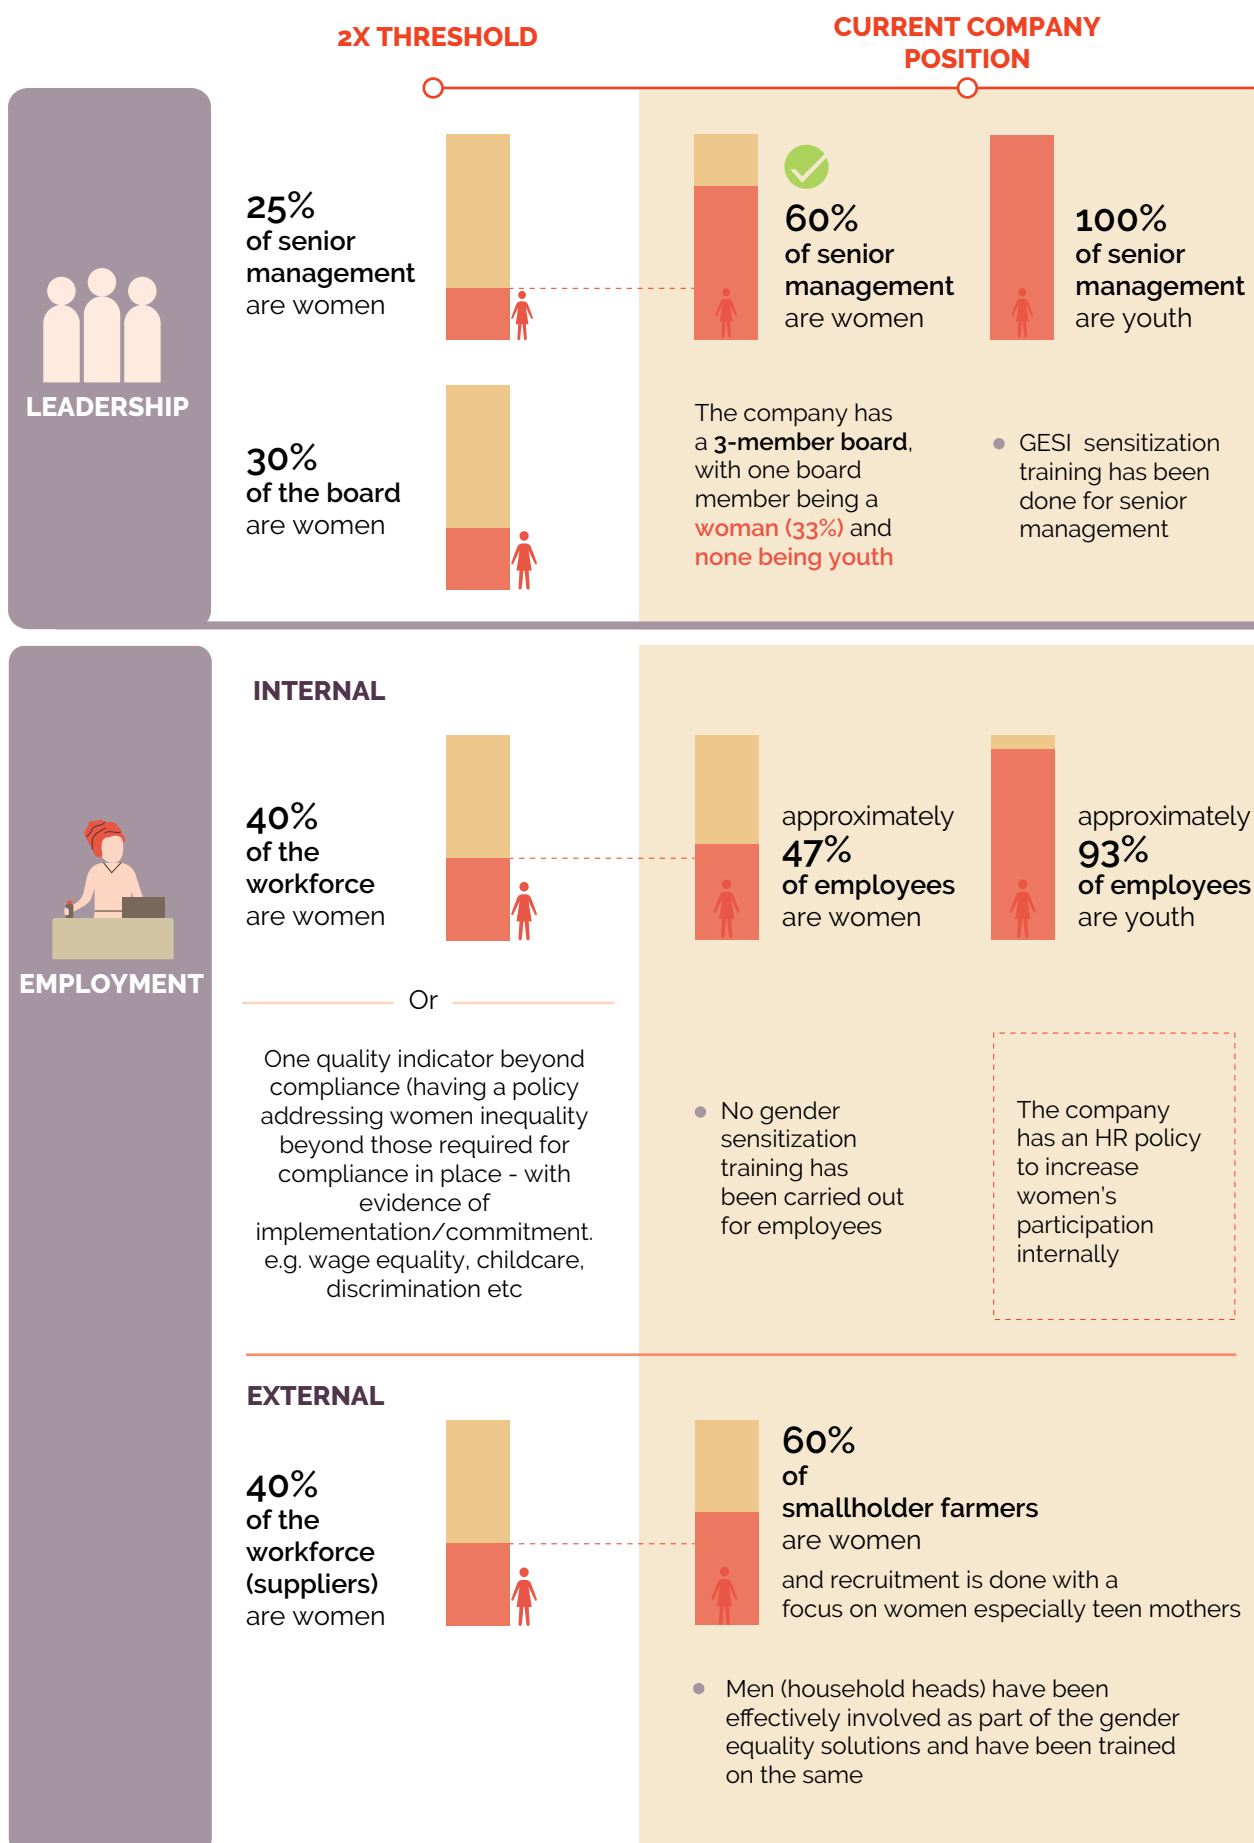 2X THRESHOLD
CURRENT COMPANY
POSITION
LEADERSHIP
25%
of senior
management
are women
60%
of senior
management
are women
100%
of senior
management
are youth
30%
of the board
are women
The company has
a 3-member board,
with one board
member being a
woman (33%) and
none being youth
GESI sensitization
training has been
done for senior
management
EMPLOYMENT
INTERNAL
40%
of the
workforce
are women
approximately
47%
of employees
are women
approximately
93%
of employees
are youth
Or
One quality indicator beyond
compliance (having a policy
addressing women inequality
beyond those required for
compliance in place - with
evidence of
implementation/commitment.
e.g. wage equality, childcare,
discrimination etc
No gender
sensitization
training has
been carried out
for employees
The company
has an HR policy
to increase
women's
participation
internally
EXTERNAL
40%
of the
workforce
(suppliers)
are women
60%
of
smallholder farmers
are women
and recruitment is done with a
focus on women especially teen mothers
Men (household heads) have been
effectively involved as part of the gender
equality solutions and have been trained
on the same